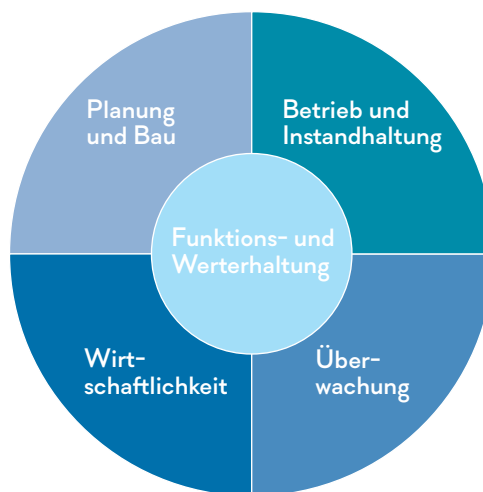 Planung
und Bau
Betrieb und
Instandhaltung
Funktions- und
Werterhaltung
Wirt-
schaftlichkeit
Über-
wachung